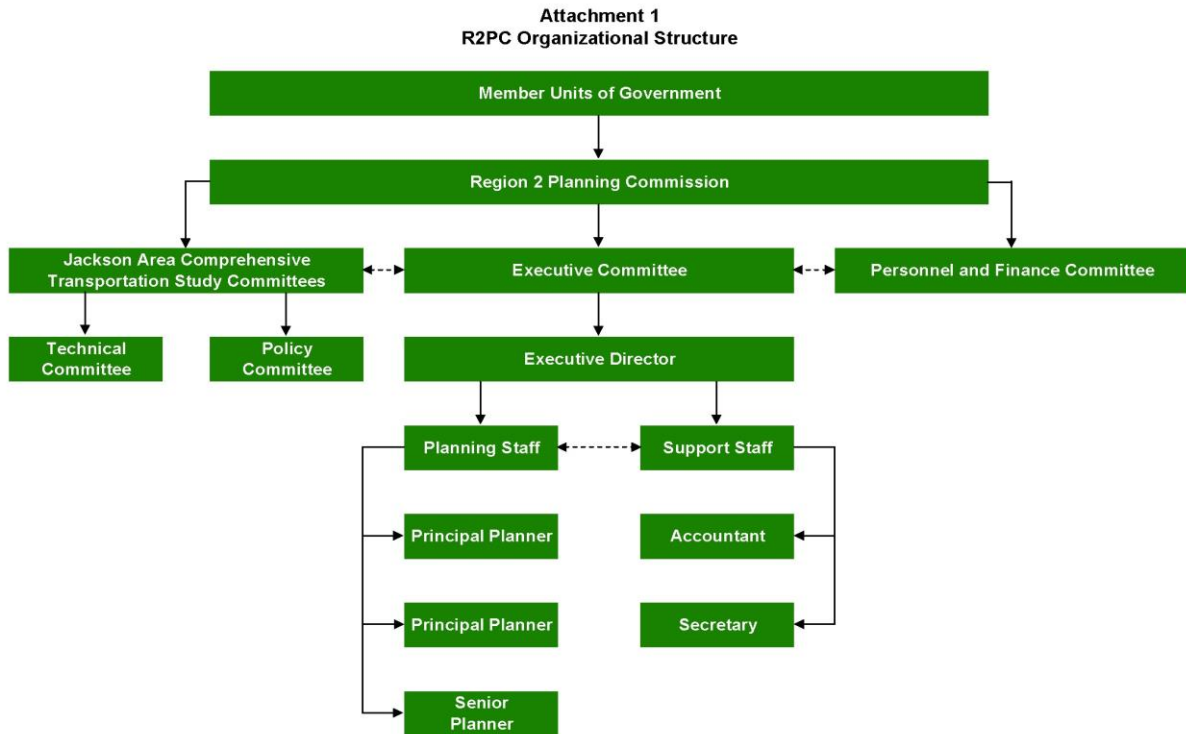 Attachment 1
R2PC Organizational Structure
Member Units of Government
Region 2 Planning Commission
Jackson Area Comprehensive
Transportation Study Committees
Executive Committee
Personnel and Finance Committee
Technical
Committee
Policy
Committee
Executive Director
Planning Staff
Support Staff
Principal Planner
Accountant
Principal Planner
Secretary
Senior
Planner